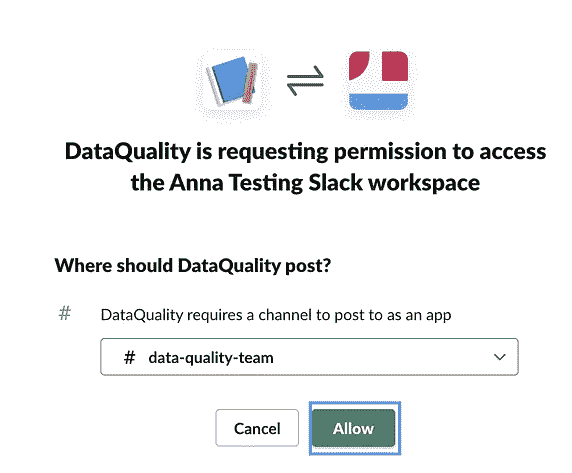 DataQuality is requesting permission to access
the Anna Testing Slack workspace
Where should DataQuality post?
# DataQuality requires a channel to post to as an app
# data-quality-team
Cancel Allow